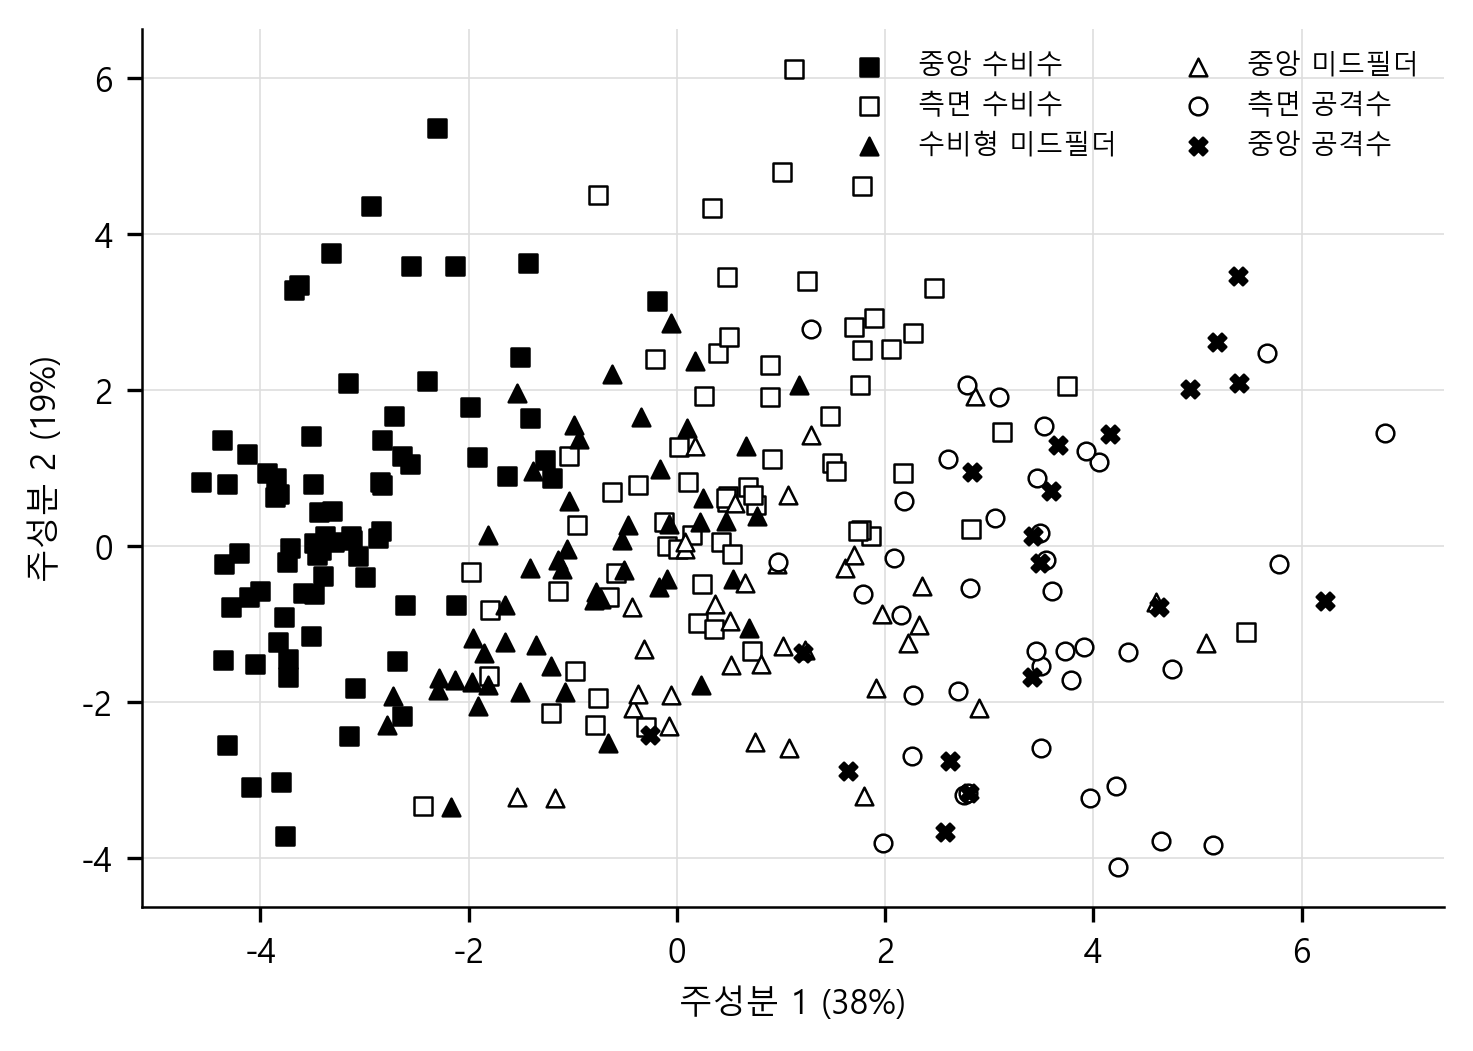 중앙 수비수
측면 수비수
수비형 미드필더
중앙 미드필더
측면 공격수
중앙 공격수
6
4
2
0
-2
-4
주성분 2 (19%)
-4
-2
0
2
4
6
주성분 1 (38%)